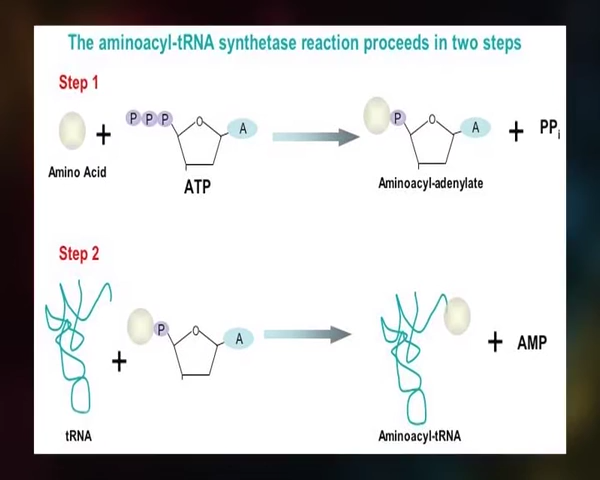 The aminoacyl-tRNA synthetase reaction proceeds in two steps
Step 1
P P P O A + P O A + PPi
Amino Acid
ATP
Aminoacyl-adenylate
Step 2
+ P O A + AMP
tRNA
Aminoacyl-tRNA